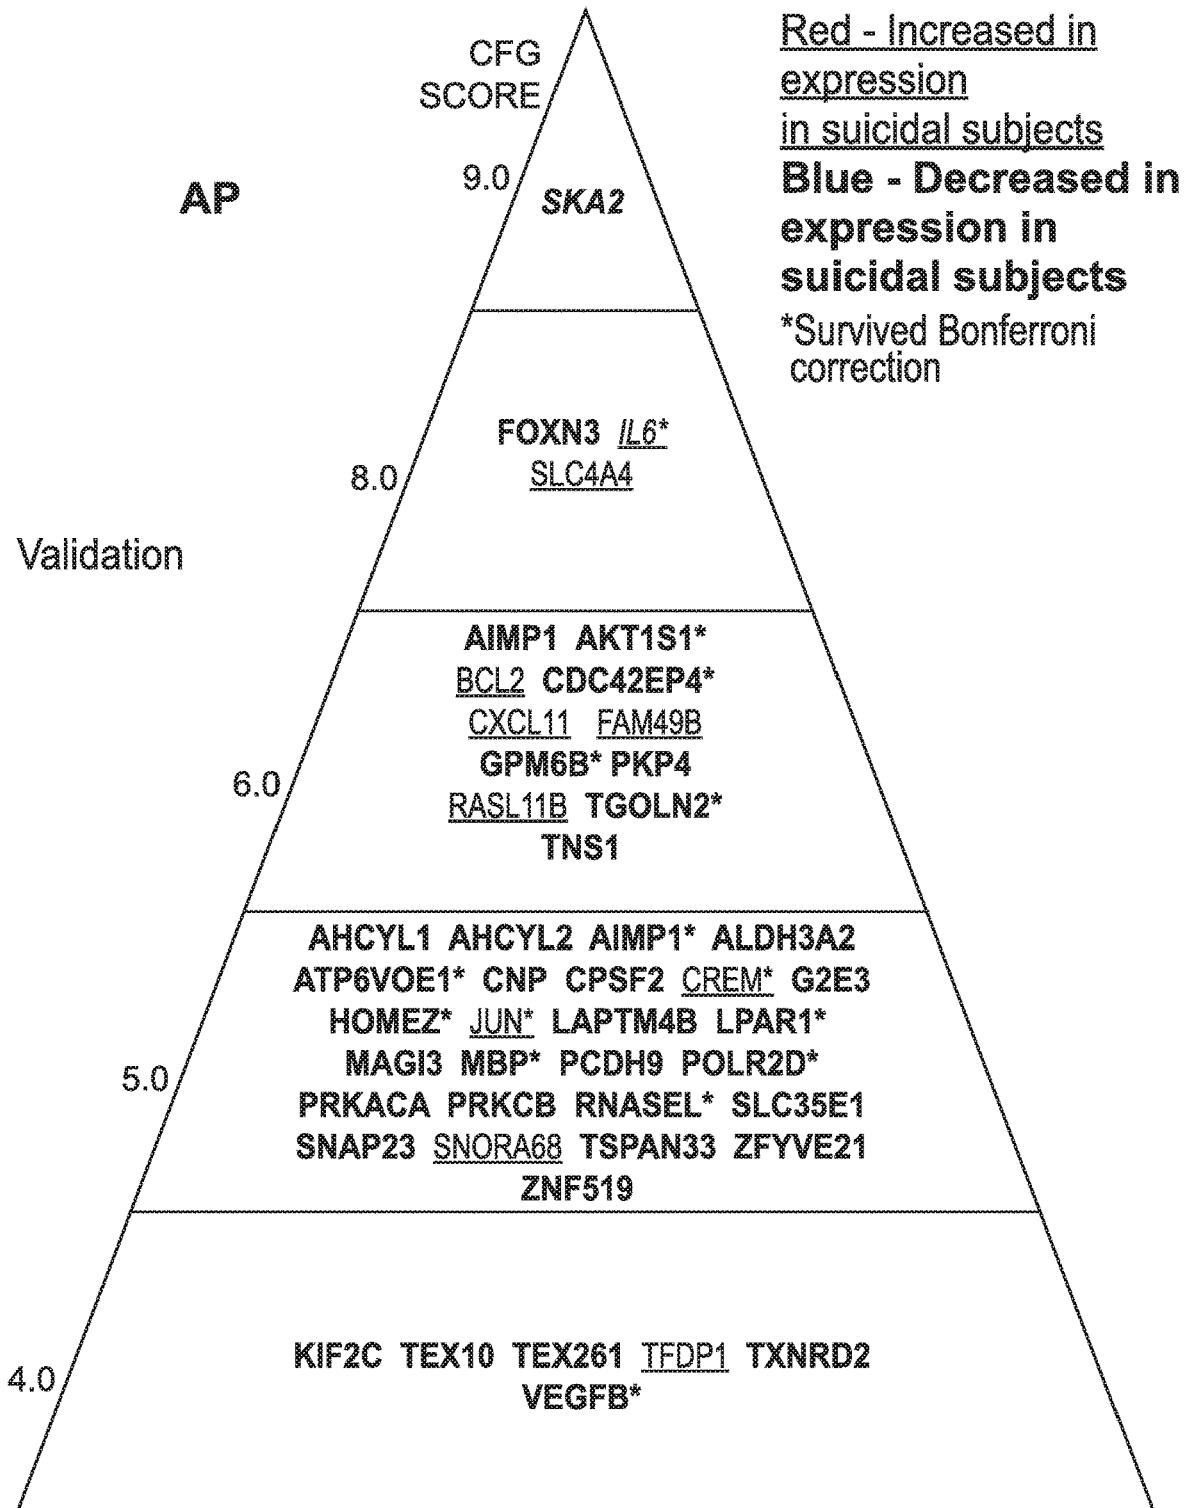 CFG
SCORE
Red - Increased in
expression
in suicidal subjects
Blue - Decreased in
expression in
suicidal subjects
*Survived Bonferroni
correction
AP
9.0
SKA2
FOXN3 IL6*
8.0
SLC4A4
Validation
AIMP1 AKT1S1*
BCL2 CDC42EP4*
CXCL11 FAM49B
GPM6B* PKP4
6.0
RASL11B TGOLN2*
TNS1
AHCYL1 AHCYL2 AIMP1* ALDH3A2
ATP6VOE1* CNP CPSF2 CREM* G2E3
HOMEZ* JUN* LAPTM4B LPAR1*
MAGI3 MBP* PCDH9 POLR2D*
5.0
PRKACA PRKCB RNASEL* SLC35E1
SNAP23 SNORA68 TSPAN33 ZFYVE21
ZNF519
KIF2C TEX10 TEX261 TFDP1 TXNRD2
4.0
VEGFB*